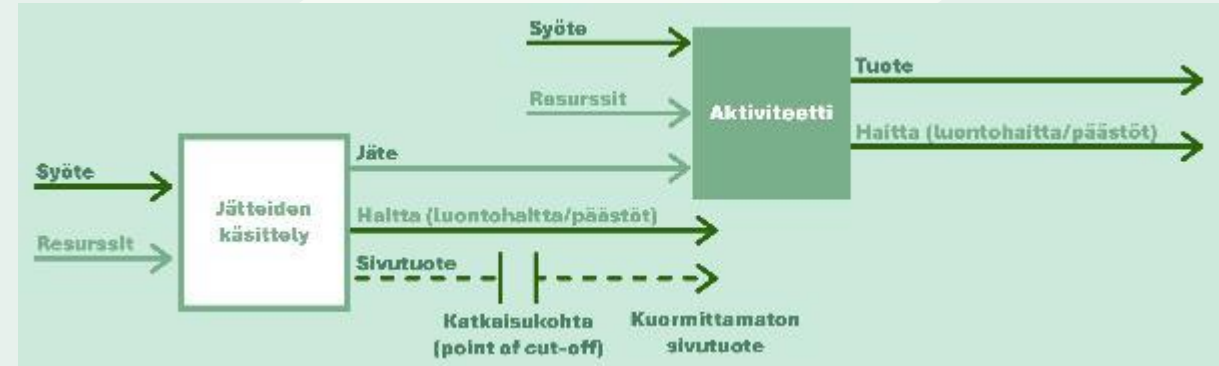 Syöte
Resurssit
Aktiviteetti
Tuote
Haitta (luontohaitta/päästöt)
Syöte
Resurssit
Jätteiden
käsittely
Jäte
Haitta (luontohaitta/päästöt)
Sivutuote
Katkaisukohta
(point of cut-off)
Kuormittamaton
sivutuote